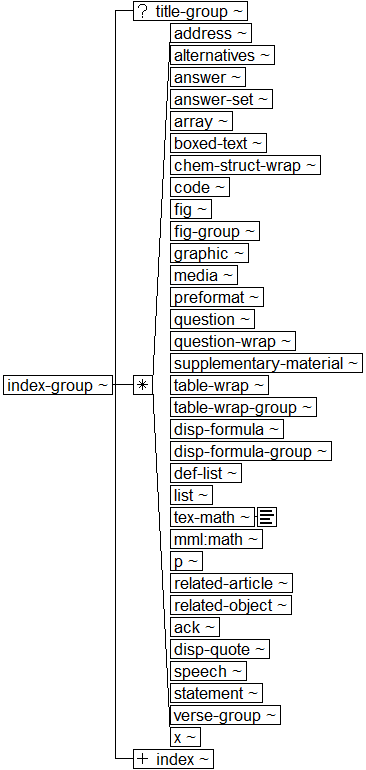 ? title-group ~
address ~
alternatives ~
answer ~
answer-set ~
array ~
boxed-text ~
chem-struct-wrap ~
code ~
fig ~
fig-group ~
graphic ~
media ~
preformat ~
question ~
question-wrap ~
supplementary-material ~
index-group ~ * table-wrap ~
table-wrap-group ~
disp-formula ~
disp-formula-group ~
def-list ~
list ~
tex-math ~
mml:math ~
p ~
related-article ~
related-object ~
ack ~
disp-quote ~
speech ~
statement ~
verse-group ~
x ~
+ index ~